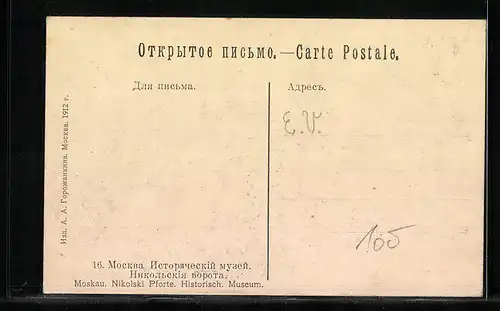 Открытое письмо.—Carte Postale.
Для письма.
Адресъ.
E.V.
105
Изд. А. А. Горожанкина. Москва. 1912 г.
16. Москва. Историческій музей.
Никольскія ворота.
Moskau. Nikolski Pforte. Historisch. Museum.